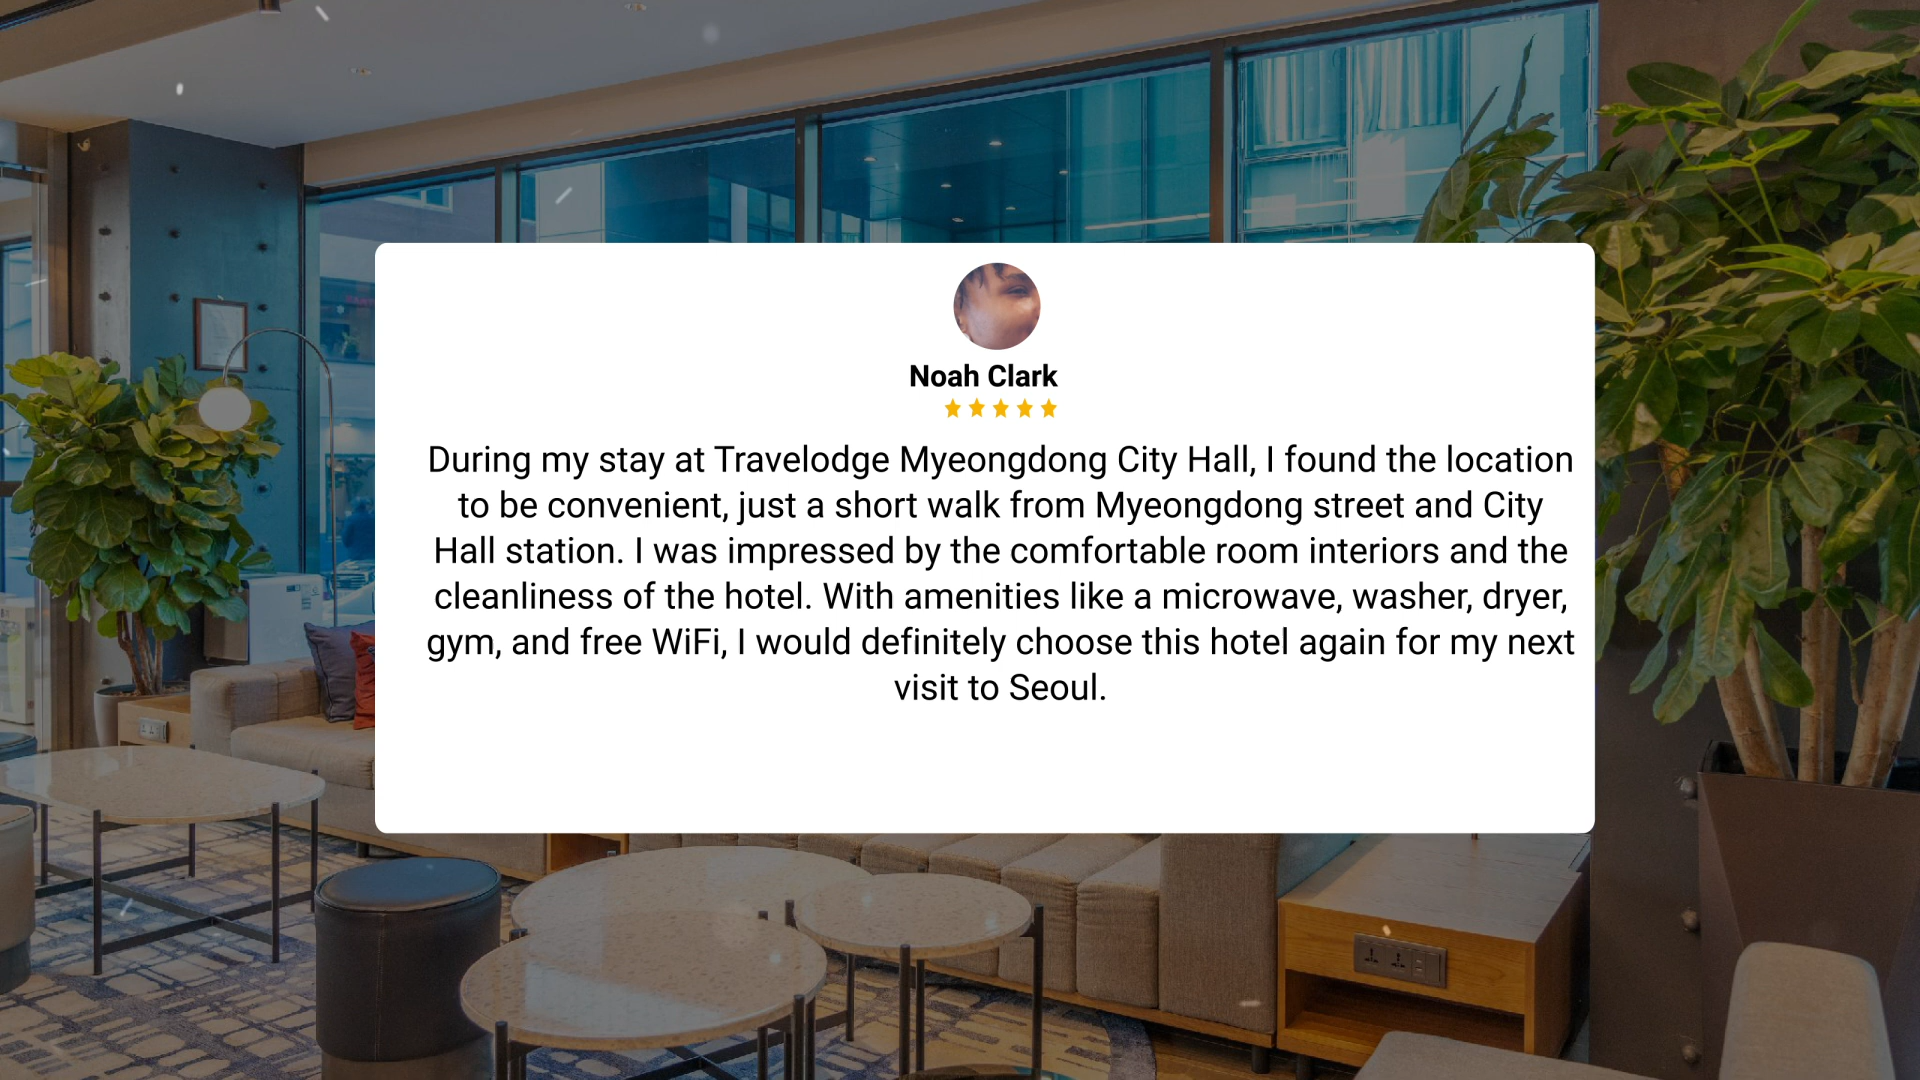 Noah Clark
During my stay at Travelodge Myeongdong City Hall, I found the location
to be convenient, just a short walk from Myeongdong street and City
Hall station. I was impressed by the comfortable room interiors and the
cleanliness of the hotel. With amenities like a microwave, washer, dryer,
gym, and free WiFi, I would definitely choose this hotel again for my next
visit to Seoul.